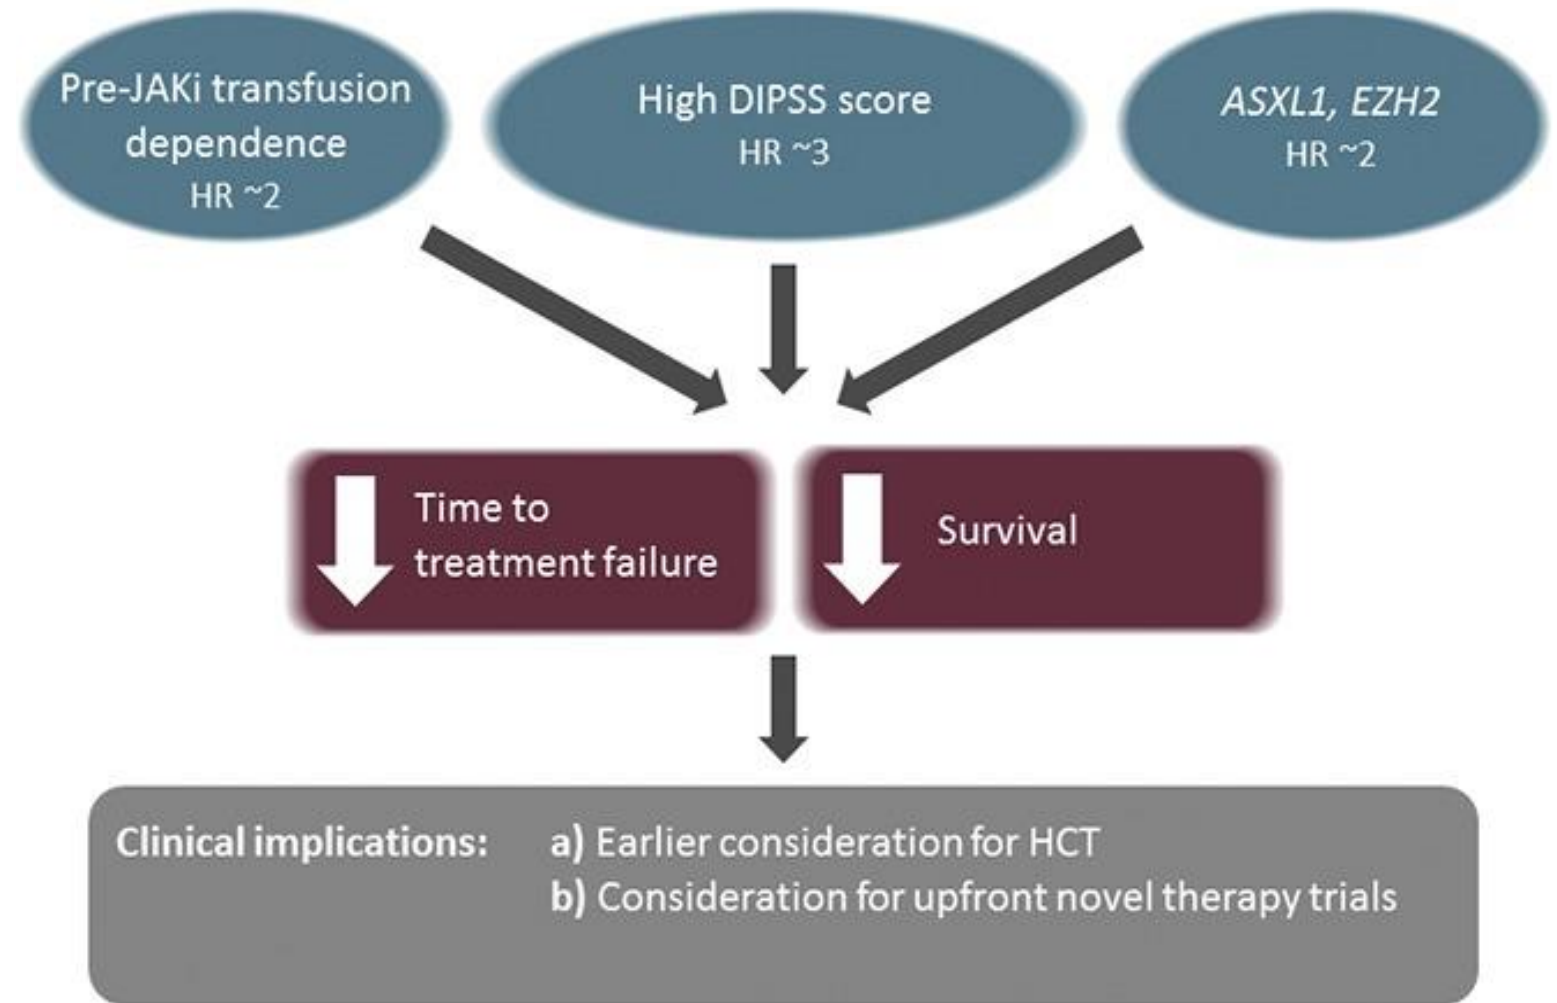 Pre-JAKi transfusion
dependence
HR ~2
High DIPSS score
HR ~3
ASXL1, EZH2
HR ~2
Time to
treatment failure
Survival
Clinical implications: a) Earlier consideration for HCT
b) Consideration for upfront novel therapy trials